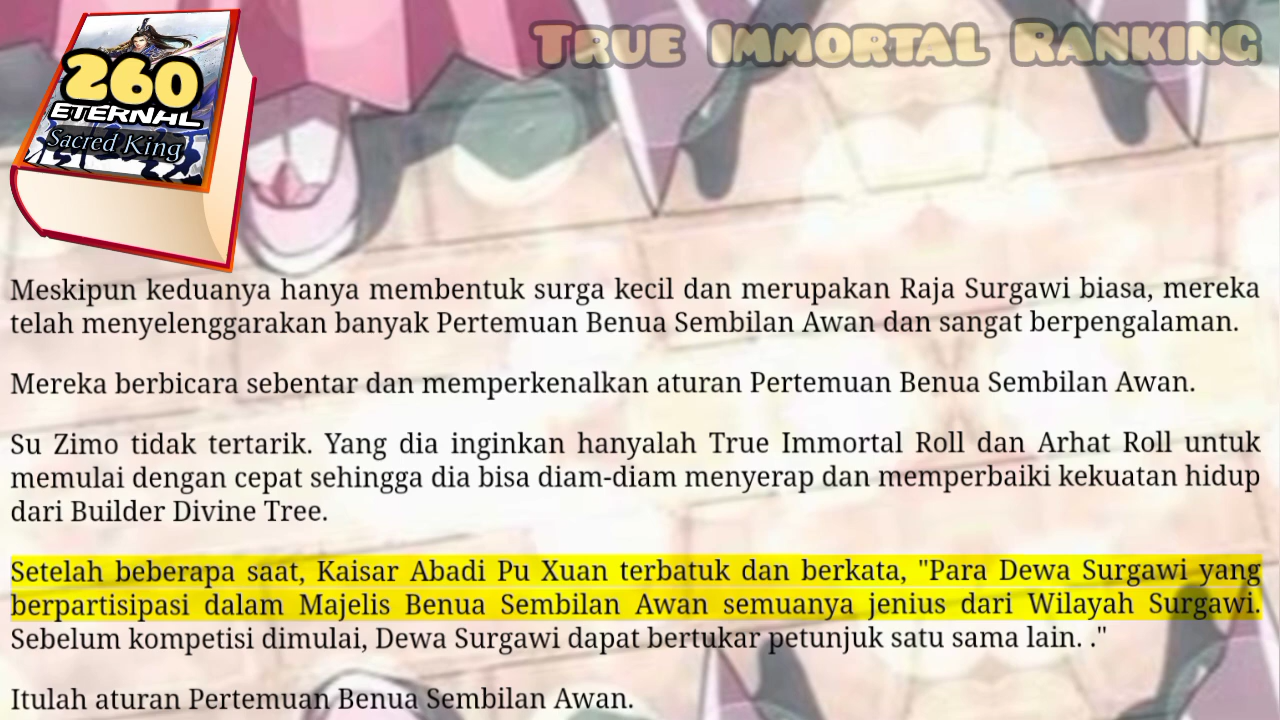 True Immortal Ranking
260
ETERNAL
Sacred King
Meskipun keduanya hanya membentuk surga kecil dan merupakan Raja Surgawi biasa, mereka
telah menyelenggarakan banyak Pertemuan Benua Sembilan Awan dan sangat berpengalaman.
Mereka berbicara sebentar dan memperkenalkan aturan Pertemuan Benua Sembilan Awan.
Su Zimo tidak tertarik. Yang dia inginkan hanyalah True Immortal Roll dan Arhat Roll untuk
memulai dengan cepat sehingga dia bisa diam-diam menyerap dan memperbaiki kekuatan hidup
dari Builder Divine Tree.
Setelah beberapa saat, Kaisar Abadi Pu Xuan terbatuk dan berkata, "Para Dewa Surgawi yang
berpartisipasi dalam Majelis Benua Sembilan Awan semuanya jenius dari Wilayah Surgawi.
Sebelum kompetisi dimulai, Dewa Surgawi dapat bertukar petunjuk satu sama lain. ."
Itulah aturan Pertemuan Benua Sembilan Awan.